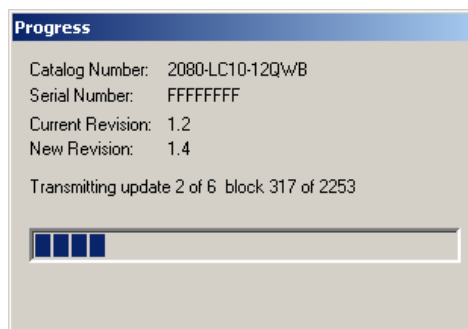 Progress
Catalog Number: 2080-LC10-12QWB
Serial Number: FFFFFFFF
Current Revision: 1.2
New Revision: 1.4
Transmitting update 2 of 6 block 317 of 2253